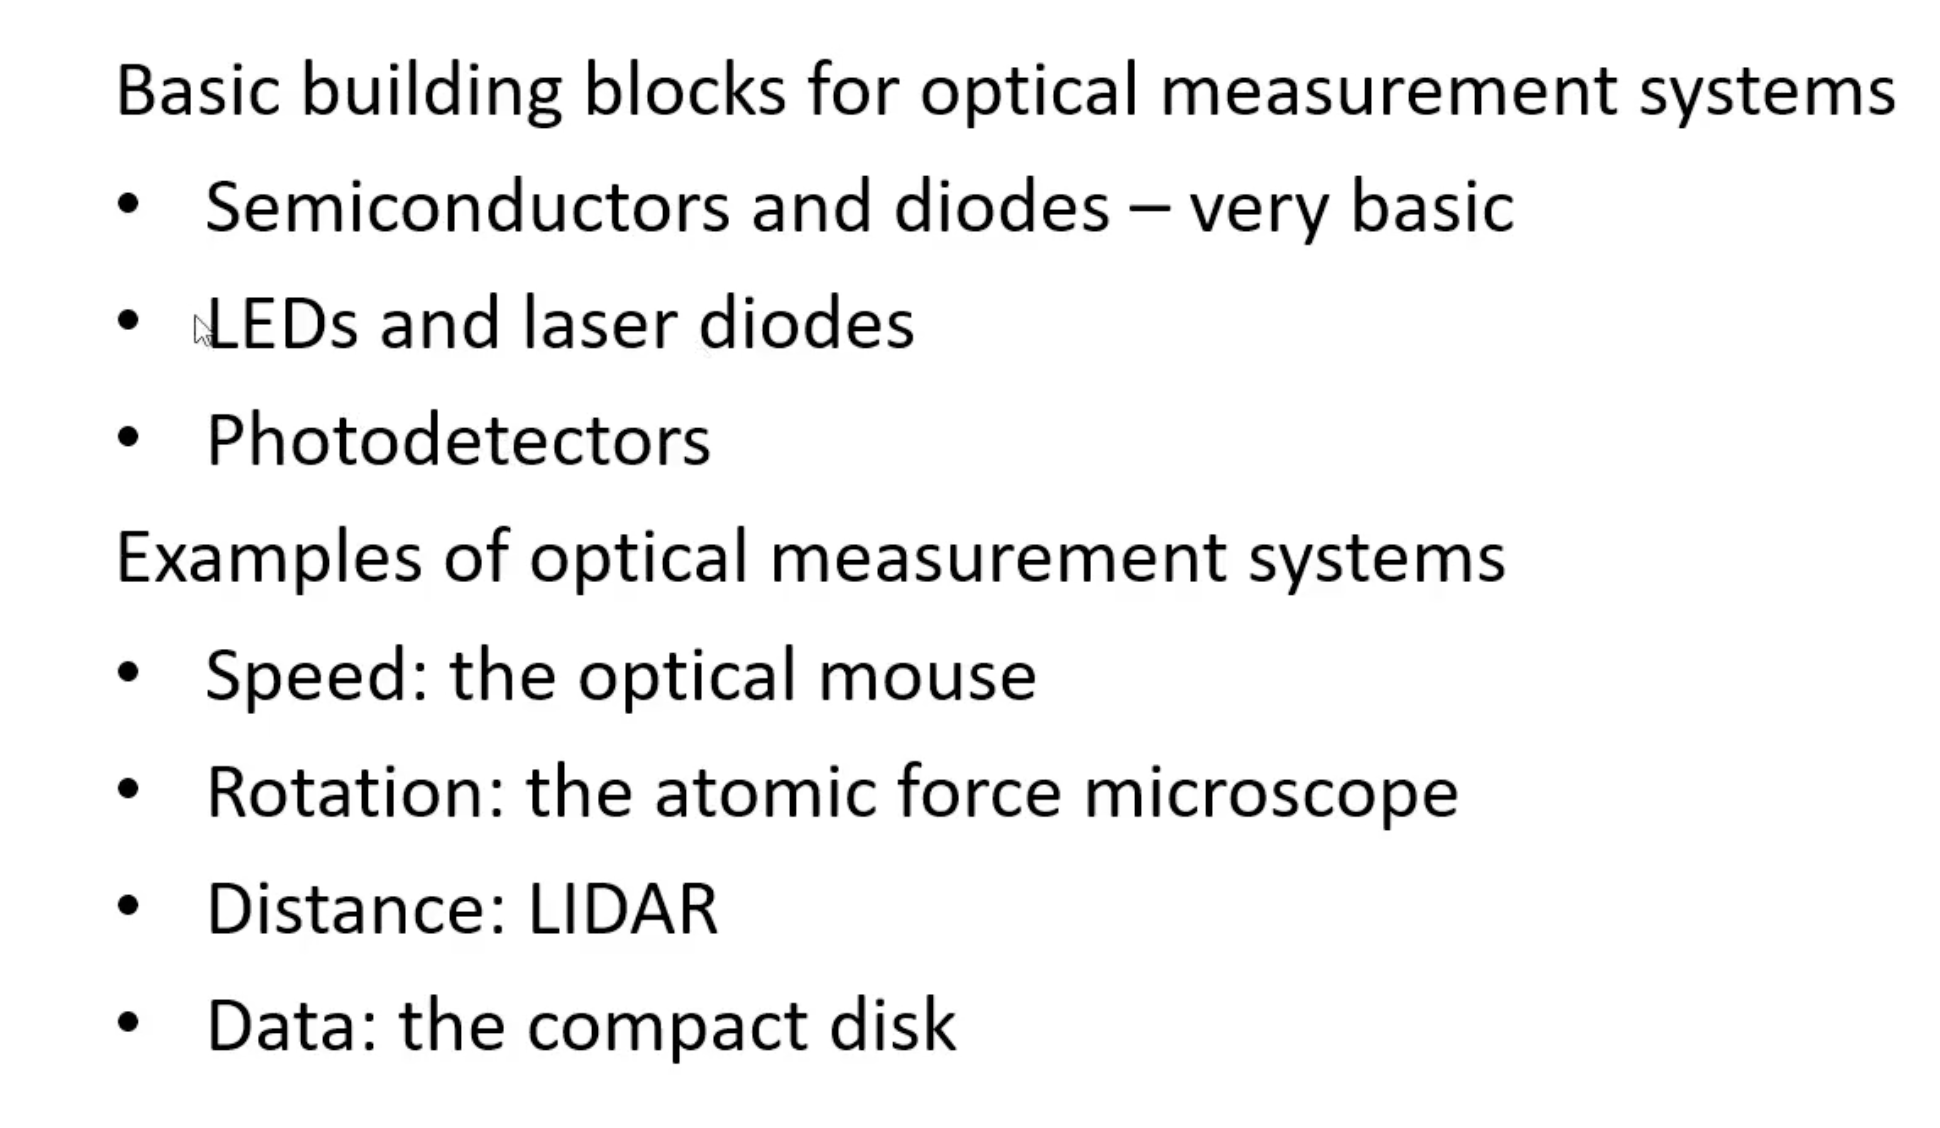 Basic building blocks for optical measurement systems
• Semiconductors and diodes – very basic
• LEDs and laser diodes
• Photodetectors
Examples of optical measurement systems
• Speed: the optical mouse
• Rotation: the atomic force microscope
• Distance: LIDAR
• Data: the compact disk